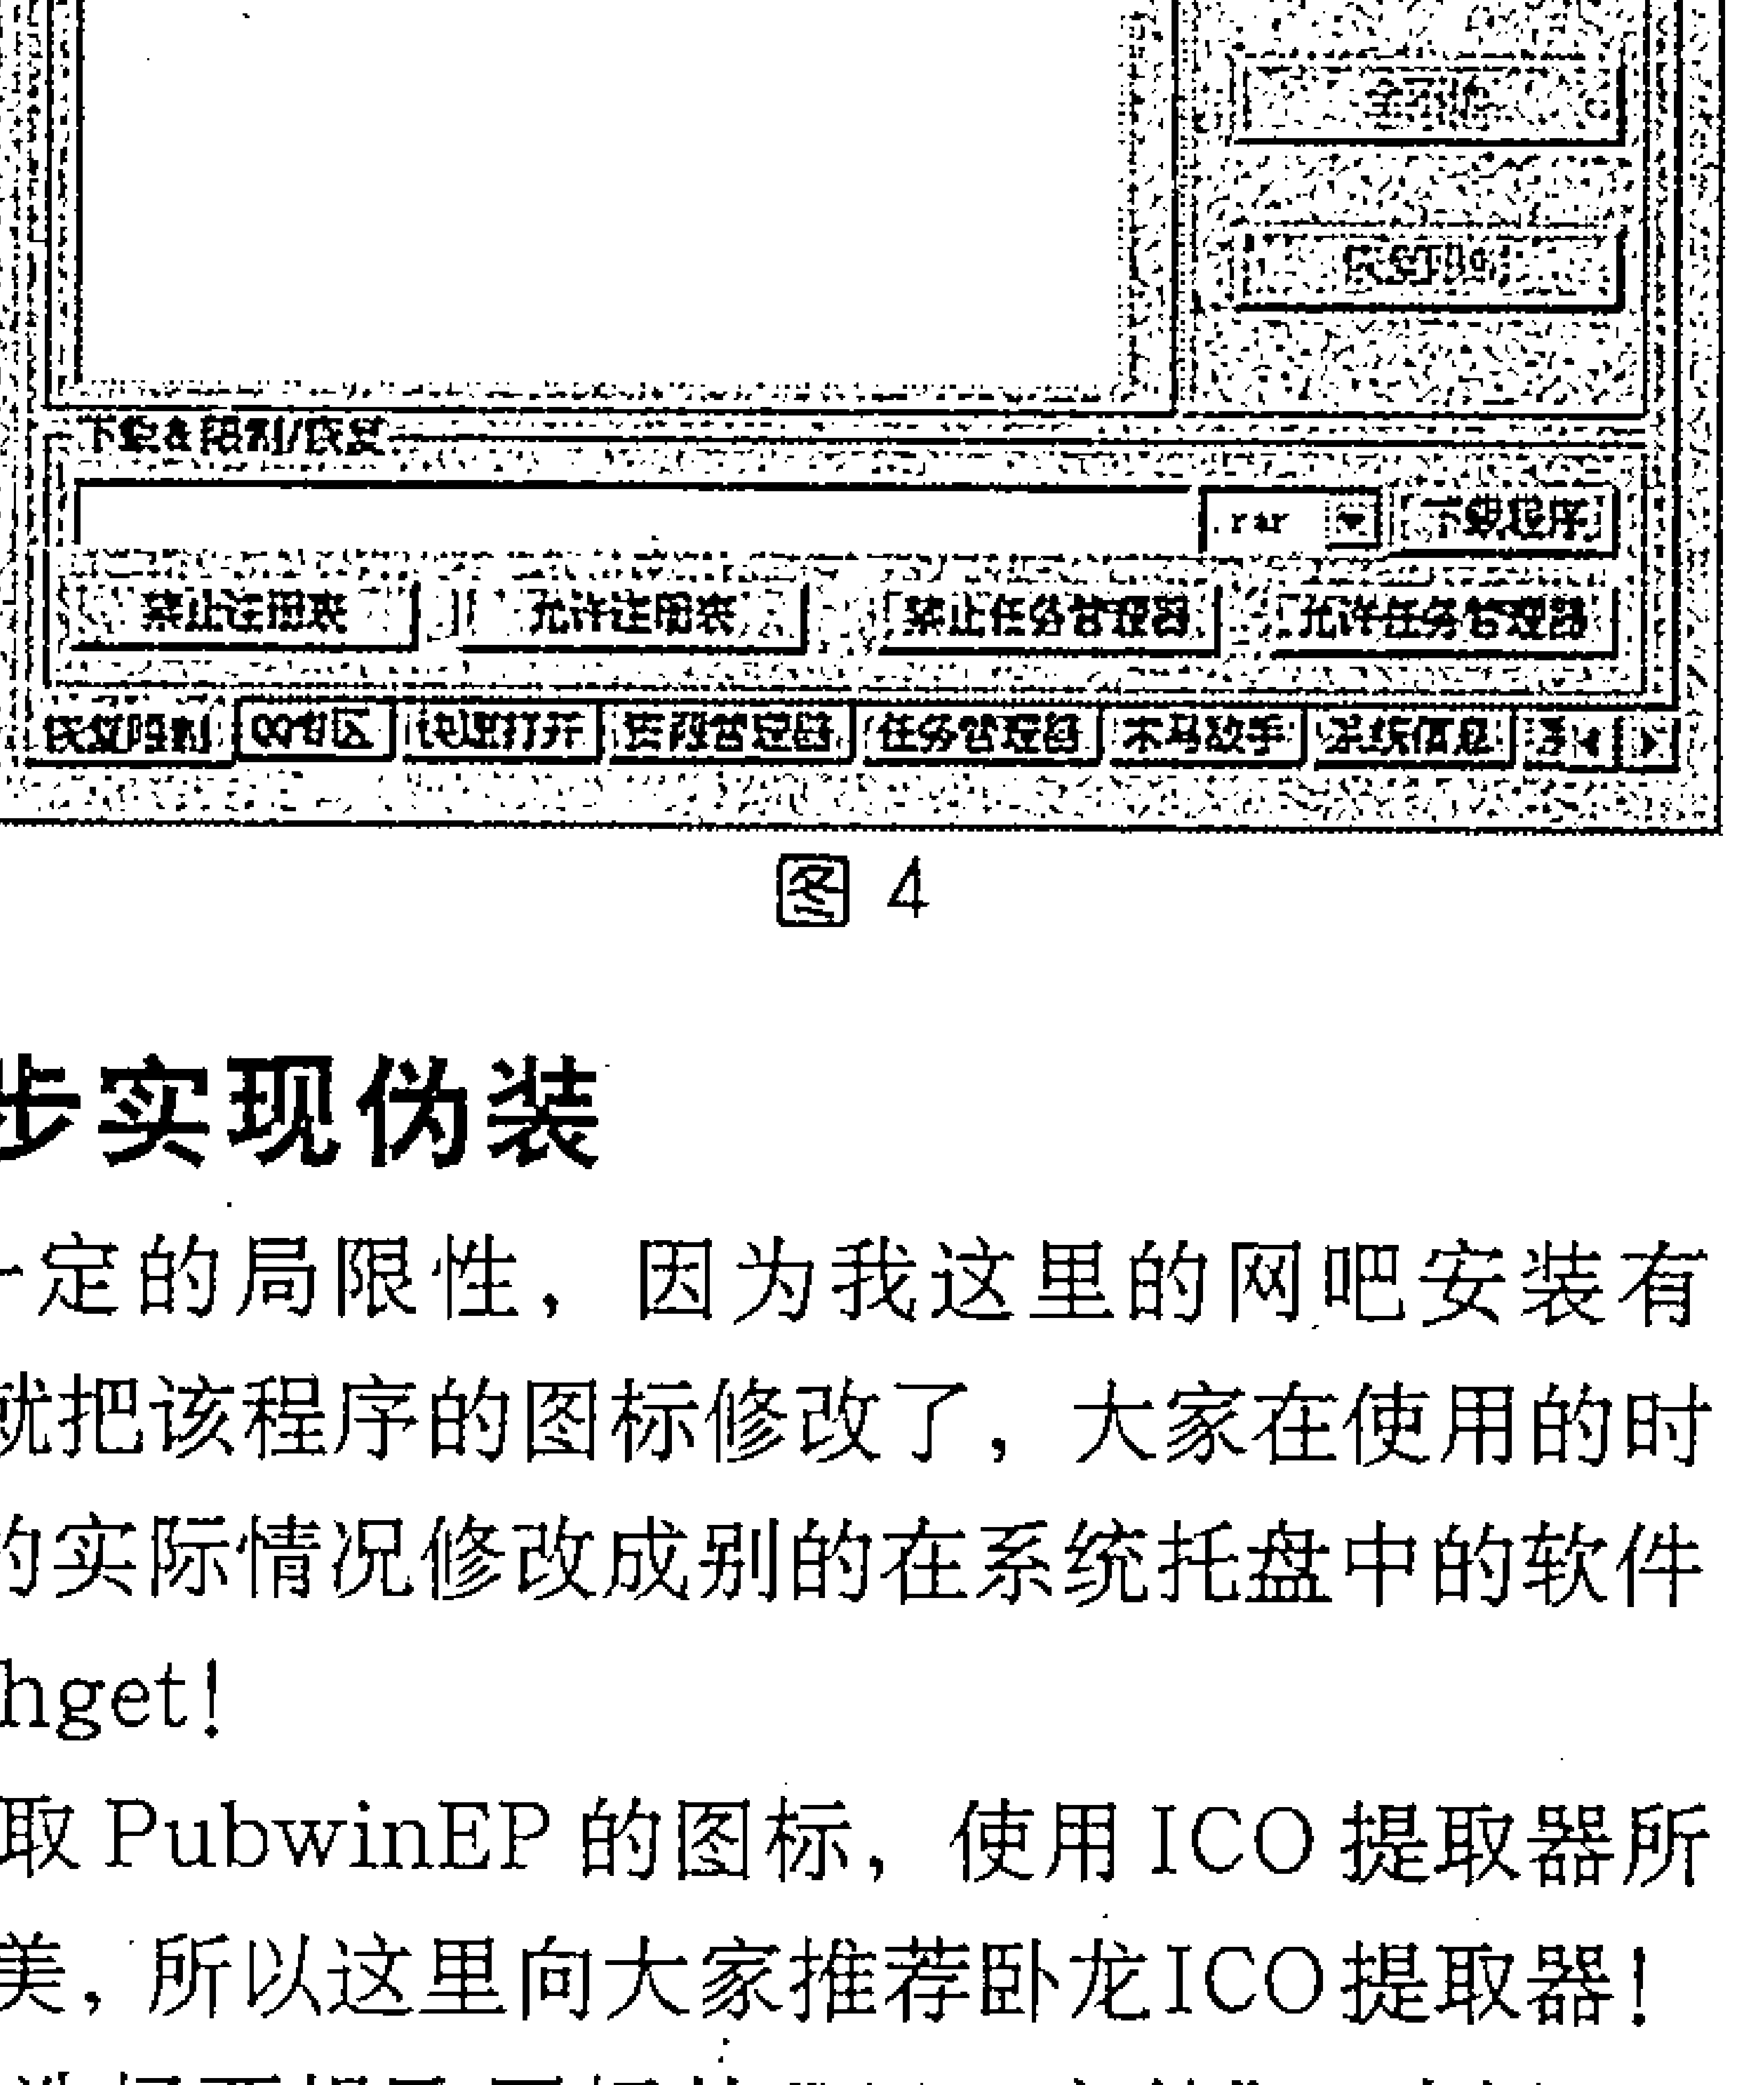 下载限制/恢复
.rar 下载程序
禁止注册表 允许注册表 禁止任务管理器 允许任务管理器
QQ专区 打开 管理器 任务管理器 木马杀手 系统信息
图 4
步实现伪装
一定的局限性，因为我这里的网吧安装有
就把该程序的图标修改了，大家在使用的时
的实际情况修改成别的在系统托盘中的软件
hget!
取 PubwinEP 的图标，使用 ICO 提取器所
美，所以这里向大家推荐卧龙ICO提取器！